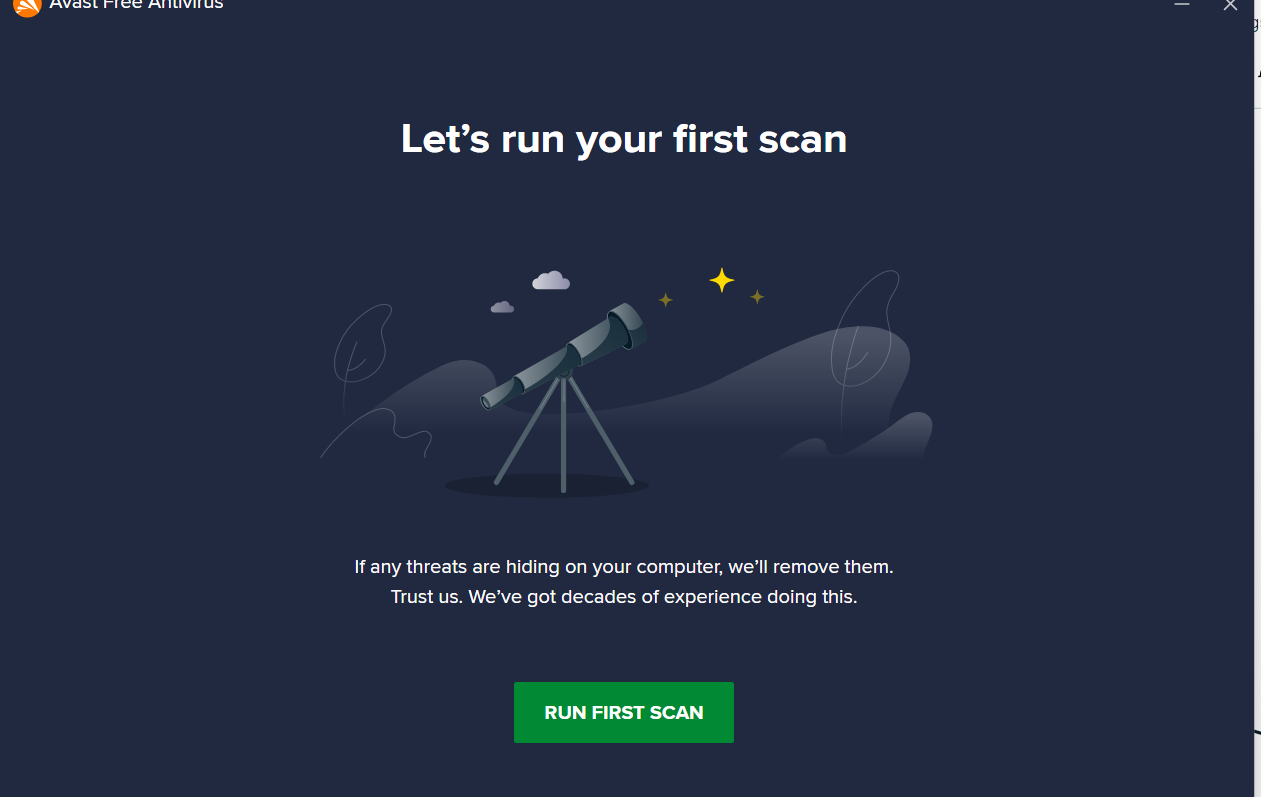 Avast Free Antivirus
Let’s run your first scan
If any threats are hiding on your computer, we’ll remove them.
Trust us. We’ve got decades of experience doing this.
RUN FIRST SCAN